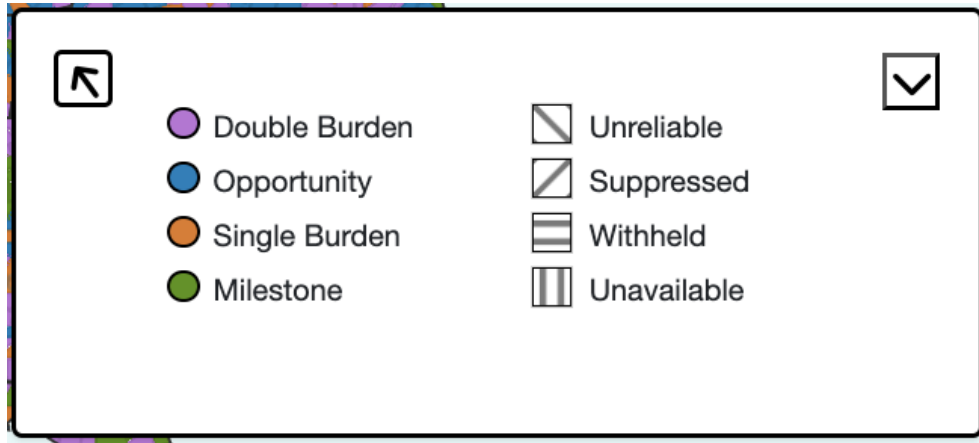 Double Burden
Opportunity
Single Burden
Milestone
Unreliable
Suppressed
Withheld
Unavailable